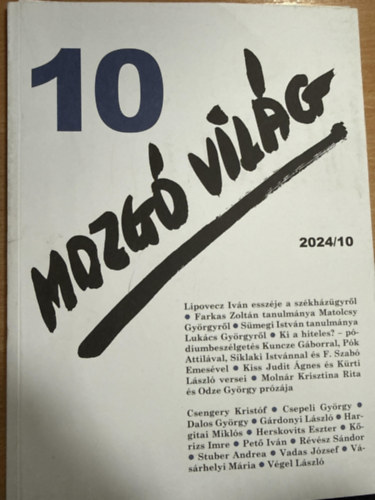 10
MOZGÓ VILÁG
2024/10
Lipovecz Iván esszéje a székházügyről
● Farkas Zoltán tanulmánya Matolcsy
Györgyről ● Sümegi István tanulmánya
Lukács Györgyről ● Ki a hiteles? – pó-
diumbeszélgetés Kuncze Gáborral, Pók
Attilával, Siklaki Istvánnal és F. Szabó
Emesével ● Kiss Judit Ágnes és Kürti
László versei ● Molnár Krisztina Rita
és Odze György prózája
Csengery Kristóf ● Csepeli György ●
Dalos György ● Gárdonyi László ● Har-
gitai Miklós ● Herskovits Eszter ● Kő-
rizs Imre ● Pető Iván ● Révész Sándor
● Stuber Andrea ● Vadas József ● Vá-
sárhelyi Mária ● Végel László